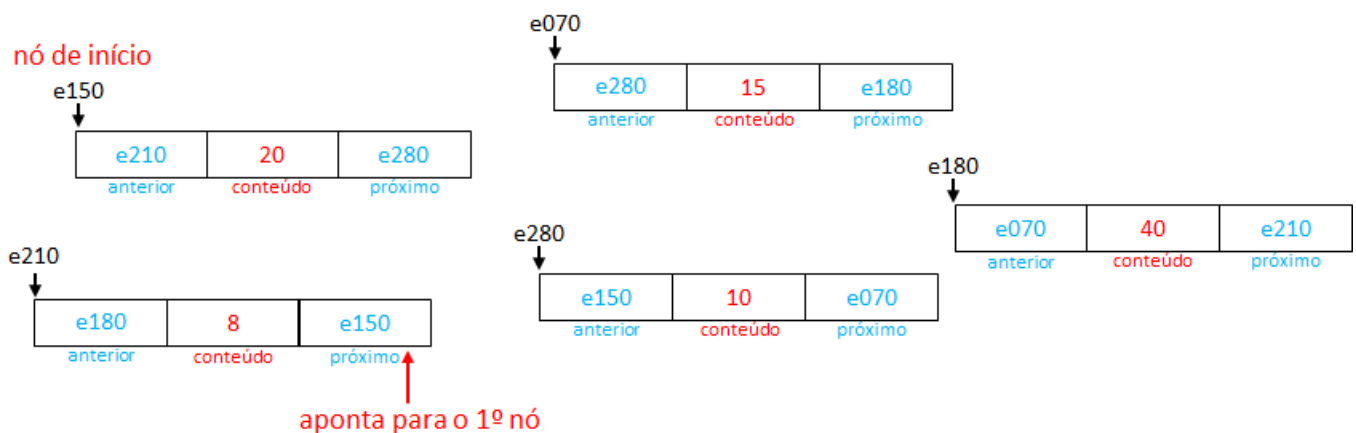 nó de início
e150
e210 20 e280
anterior conteúdo próximo
e070
e280 15 e180
anterior conteúdo próximo
e180
e070 40 e210
anterior conteúdo próximo
e210
e180 8 e150
anterior conteúdo próximo
aponta para o 1º nó
e280
e150 10 e070
anterior conteúdo próximo